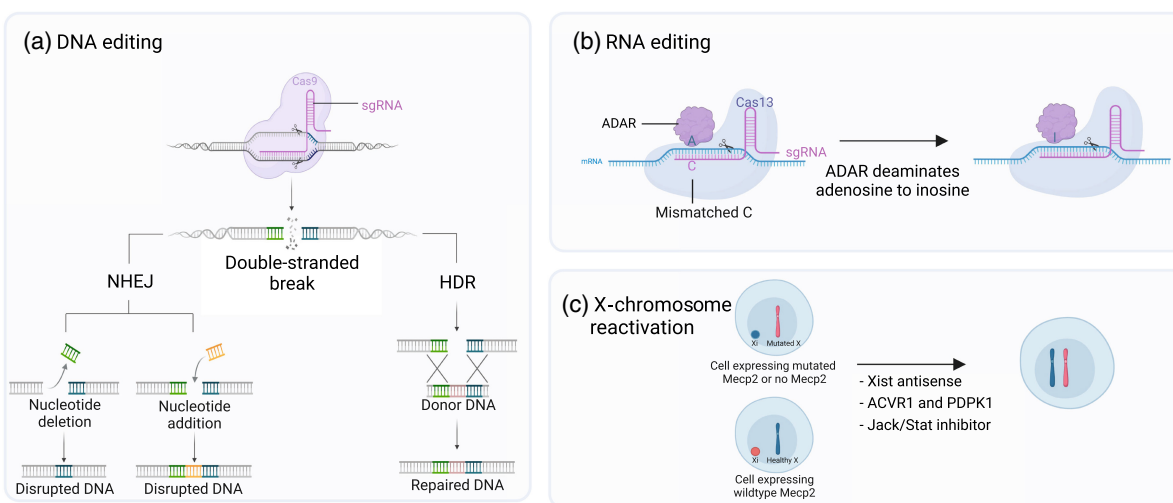 (a) DNA editing
Cas9
sgRNA
Double-stranded
break
NHEJ
HDR
Nucleotide
deletion
Nucleotide
addition
Donor DNA
Disrupted DNA
Disrupted DNA
Repaired DNA
(b) RNA editing
Cas13
ADAR
A
mRNA
sgRNA
C
Mismatched C
ADAR deaminates
adenosine to inosine
I
(c) X-chromosome
reactivation
Xi
Mutated X
Cell expressing mutated
Mecp2 or no Mecp2
- Xist antisense
- ACVR1 and PDPK1
- Jack/Stat inhibitor
Xi
Healthy X
Cell expressing
wildtype Mecp2